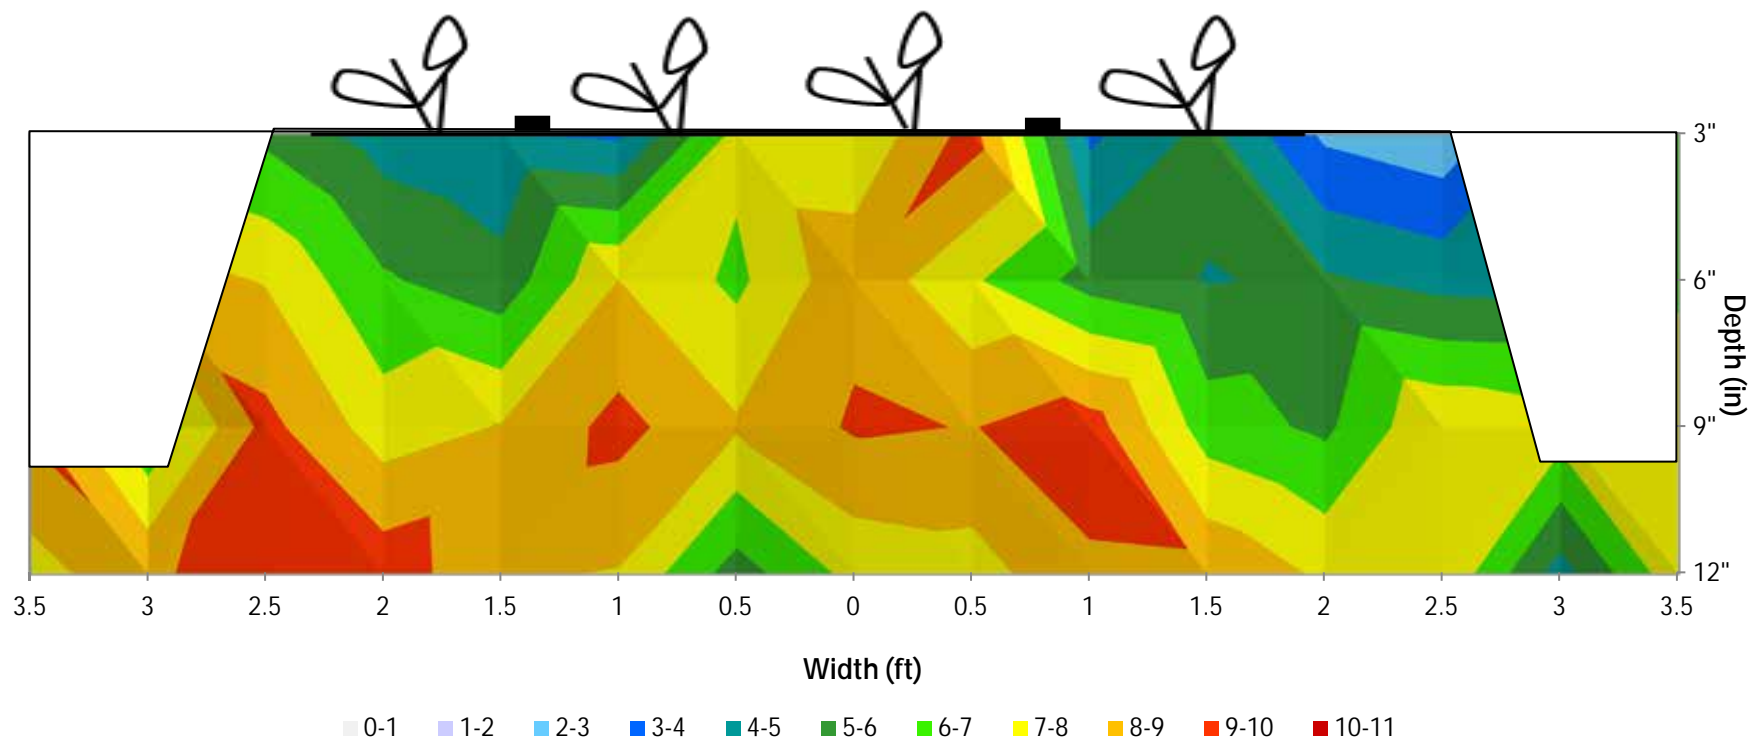 3"
6"
9"
12"
Depth (in)
3.5 3 2.5 2 1.5 1 0.5 0 0.5 1 1.5 2 2.5 3 3.5
Width (ft)
0-1 1-2 2-3 3-4 4-5 5-6 6-7 7-8 8-9 9-10 10-11